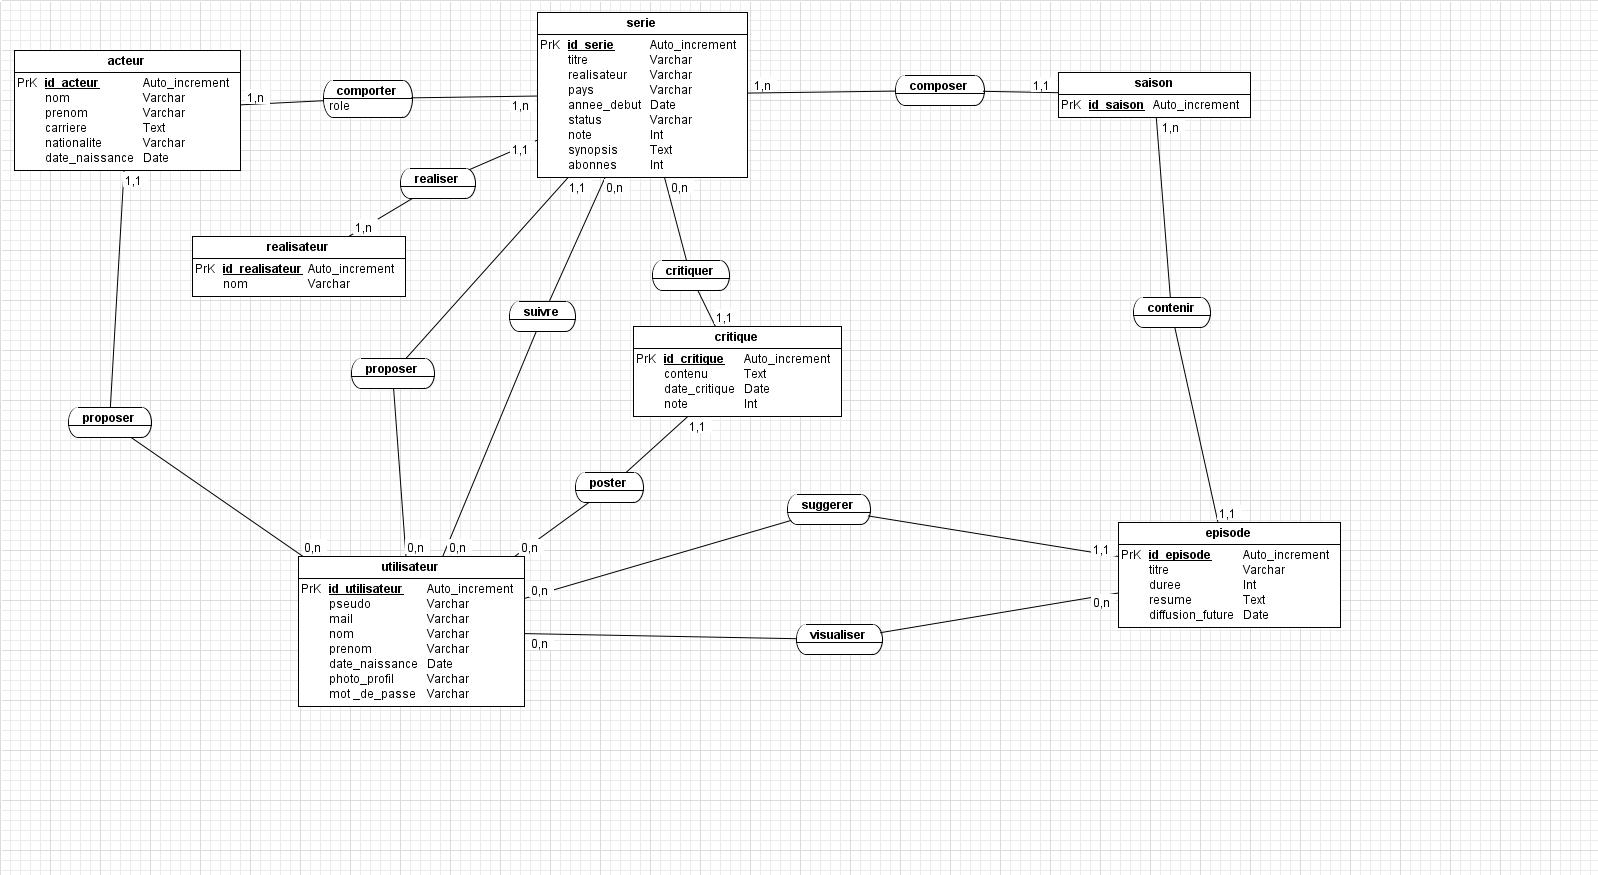 serie
PrK id_serie Auto_increment
titre Varchar
realisateur Varchar
pays Varchar
annee_debut Date
status Varchar
note Int
synopsis Text
abonnes Int
acteur
PrK id_acteur Auto_increment
nom Varchar
prenom Varchar
carriere Text
nationalite Varchar
date_naissance Date
1,n
comporter
role
1,n
1,n
composer
1,1
saison
PrK id_saison Auto_increment
1,n
1,1
1,1
realiser
1,n
realisateur
PrK id_realisateur Auto_increment
nom Varchar
1,1
0,n
0,n
critiquer
suivre
1,1
contenir
critique
PrK id_critique Auto_increment
contenu Text
date_critique Date
note Int
1,1
proposer
proposer
poster
suggerer
1,1
episode
PrK id_episode Auto_increment
titre Varchar
duree Int
resume Text
diffusion_future Date
1,1
0,n
0,n
0,n
0,n
0,n
utilisateur
PrK id_utilisateur Auto_increment
pseudo Varchar
mail Varchar
nom Varchar
prenom Varchar
date_naissance Date
photo_profil Varchar
mot _de_passe Varchar
0,n
0,n
visualiser